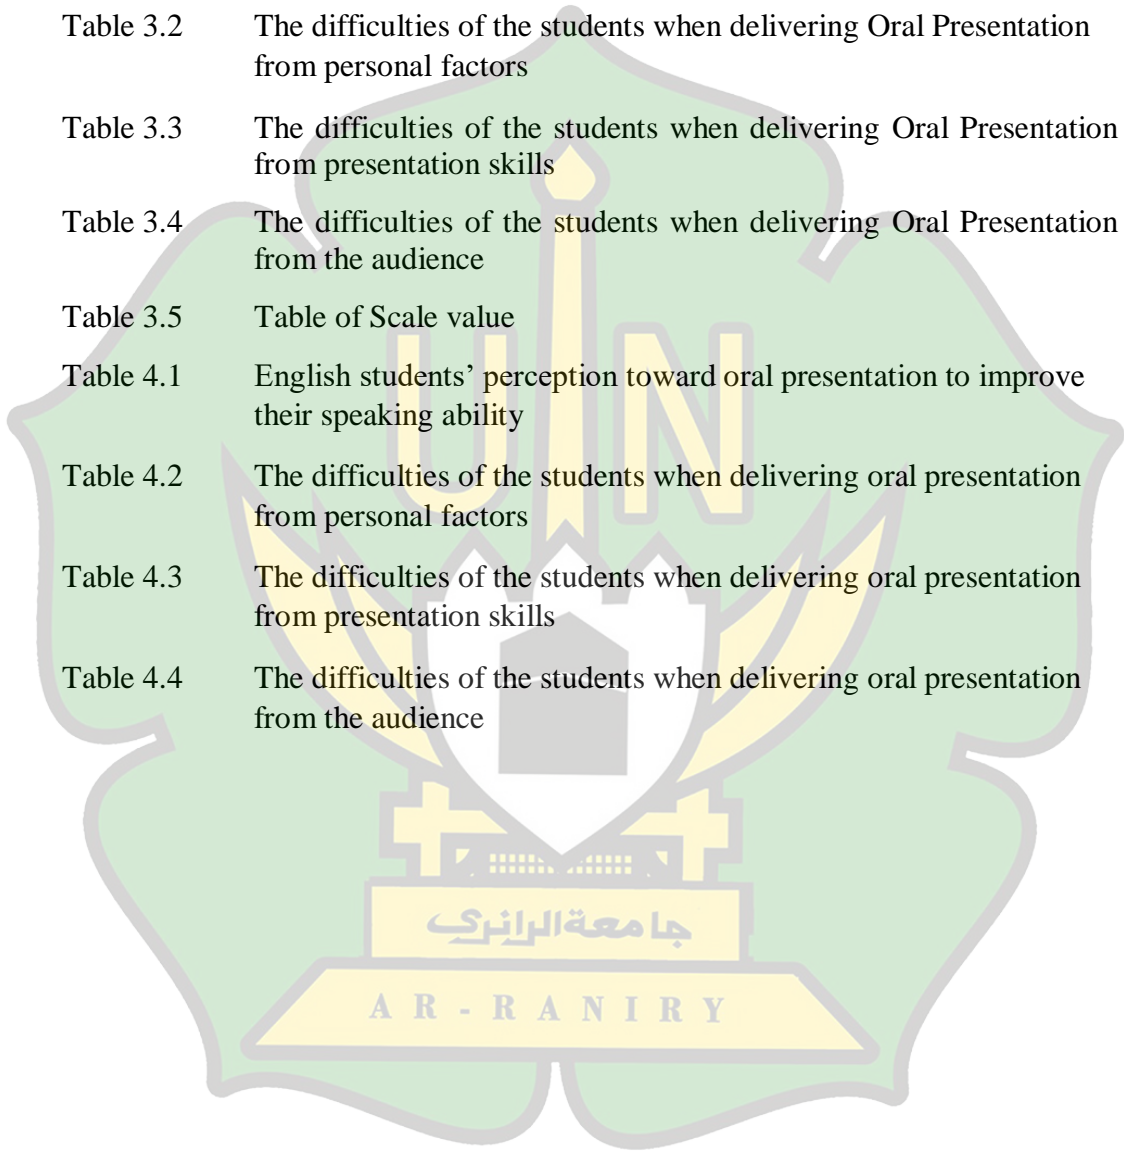 Table 3.2 The difficulties of the students when delivering Oral Presentation
from personal factors
Table 3.3 The difficulties of the students when delivering Oral Presentation
from presentation skills
Table 3.4 The difficulties of the students when delivering Oral Presentation
from the audience
Table 3.5 Table of Scale value
Table 4.1 English students’ perception toward oral presentation to improve
their speaking ability
Table 4.2 The difficulties of the students when delivering oral presentation
from personal factors
Table 4.3 The difficulties of the students when delivering oral presentation
from presentation skills
Table 4.4 The difficulties of the students when delivering oral presentation
from the audience
UIN
جامعةالرانرك
AR-RANIRY